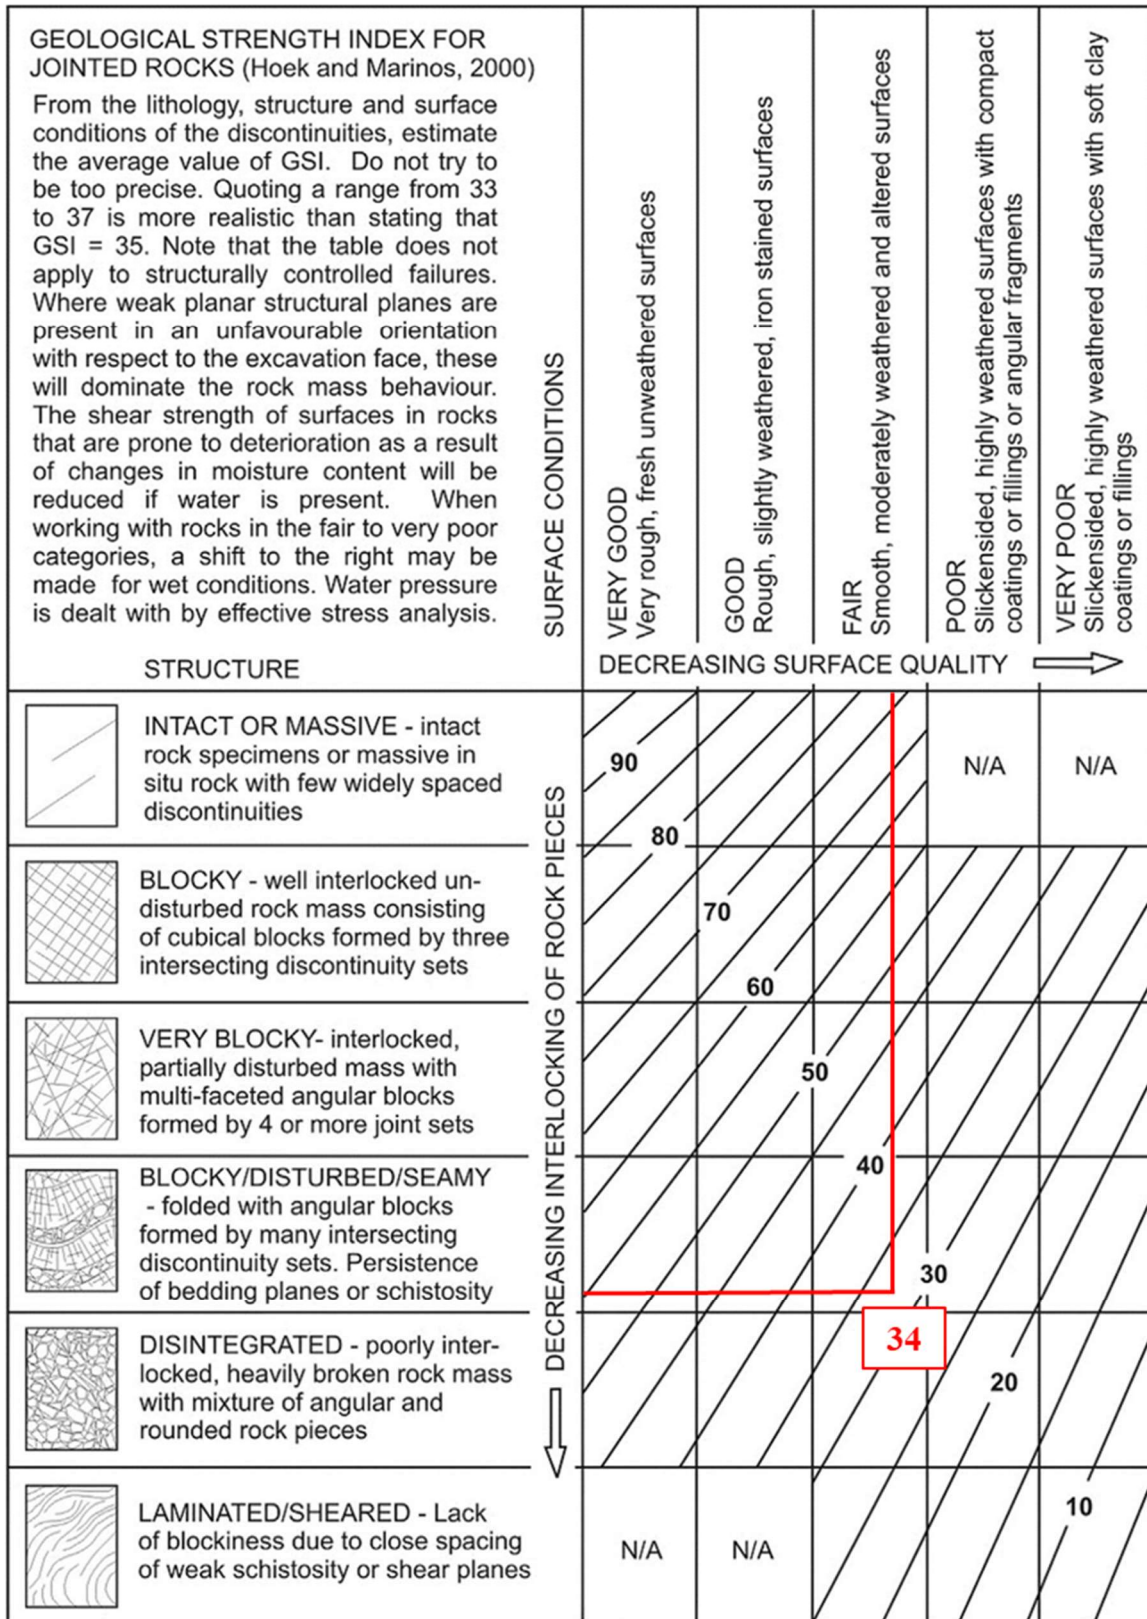 GEOLOGICAL STRENGTH INDEX FOR
JOINTED ROCKS (Hoek and Marinos, 2000)
From the lithology, structure and surface
conditions of the discontinuities, estimate
the average value of GSI. Do not try to
be too precise. Quoting a range from 33
to 37 is more realistic than stating that
GSI = 35. Note that the table does not
apply to structurally controlled failures.
Where weak planar structural planes are
present in an unfavourable orientation
with respect to the excavation face, these
will dominate the rock mass behaviour.
The shear strength of surfaces in rocks
that are prone to deterioration as a result
of changes in moisture content will be
reduced if water is present. When
working with rocks in the fair to very poor
categories, a shift to the right may be
made for wet conditions. Water pressure
is dealt with by effective stress analysis.
SURFACE CONDITIONS
VERY GOOD
Very rough, fresh unweathered surfaces
GOOD
Rough, slightly weathered, iron stained surfaces
FAIR
Smooth, moderately weathered and altered surfaces
POOR
Slickensided, highly weathered surfaces with compact
coatings or fillings or angular fragments
VERY POOR
Slickensided, highly weathered surfaces with soft clay
coatings or fillings
STRUCTURE
DECREASING SURFACE QUALITY
INTACT OR MASSIVE - intact
rock specimens or massive in
situ rock with few widely spaced
discontinuities
BLOCKY - well interlocked un-
disturbed rock mass consisting
of cubical blocks formed by three
intersecting discontinuity sets
VERY BLOCKY- interlocked,
partially disturbed mass with
multi-faceted angular blocks
formed by 4 or more joint sets
BLOCKY/DISTURBED/SEAMY
- folded with angular blocks
formed by many intersecting
discontinuity sets. Persistence
of bedding planes or schistosity
DISINTEGRATED - poorly inter-
locked, heavily broken rock mass
with mixture of angular and
rounded rock pieces
LAMINATED/SHEARED - Lack
of blockiness due to close spacing
of weak schistosity or shear planes
DECREASING INTERLOCKING OF ROCK PIECES
90
N/A
N/A
80
70
60
50
40
30
34
20
10
N/A
N/A